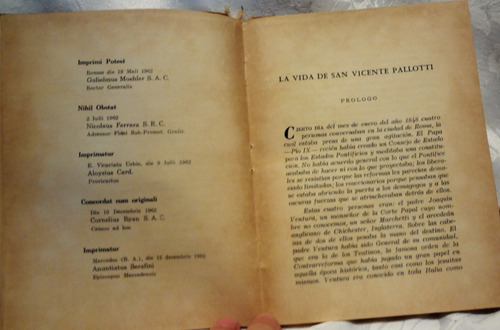 Imprimi Potest
Romae die 18 Maii 1962
Gulielmus Moehler S. A. C.
Rector Generalis
Nihil Obstat
2 Julii 1962
Nicolaus Ferraro S. R. C.
Adsessor Fidei Sub-Promot. Gralis
Imprimatur
E. Vicariatu Urbis, die 9 Julii 1962
Aloysius Card.
Provicarius
Concordat cum originali
Die 10 Decembris 1962
Cornelius Ryan S. A. C.
Censor ad hoc
Imprimatur
Mercedes (B. A.), die 15 decembris 1962
Anunciatus Serafini
Episcopus Mercedensis
LA VIDA DE SAN VICENTE PALLOTTI
PROLOGO
CIERTO DIA del mes de enero del año 1848 cuatro
personas conversaban en la ciudad de Roma, la
cual estaba presa de una gran agitación. El Papa
—Pío IX— recién había creado un Consejo de Estado
para los Estados Pontificios y meditaba una constitu-
ción. No había acuerdo general con lo que el Pontífice
acababa de hacer ni con lo que proyectaba; los libera-
les se resistían porque las reformas les parecían dema-
siado limitadas; los reaccionarios porque pensaban que
se estaba abriendo la puerta a los demagogos y a las
oscuras fuerzas que se atrincheraban detrás de ellos.
Estas cuatro personas eran: el padre Joaquín
Ventura, un monseñor de la Corte Papal cuyo nom-
bre no conocemos, un señor Marchetti y el arcedeán
anglicano de Chichester, Inglaterra. Sobre las cabe-
zas de dos de ellos pesaba la mano del destino. El
padre Ventura había sido General de su comunidad,
que era la de los Teatinos, la famosa orden de la
Contrarreforma que había jugado un gran papel en
aquella época histórica, tanto casi como los jesuítas
mismos. Ventura era conocido en toda Italia como